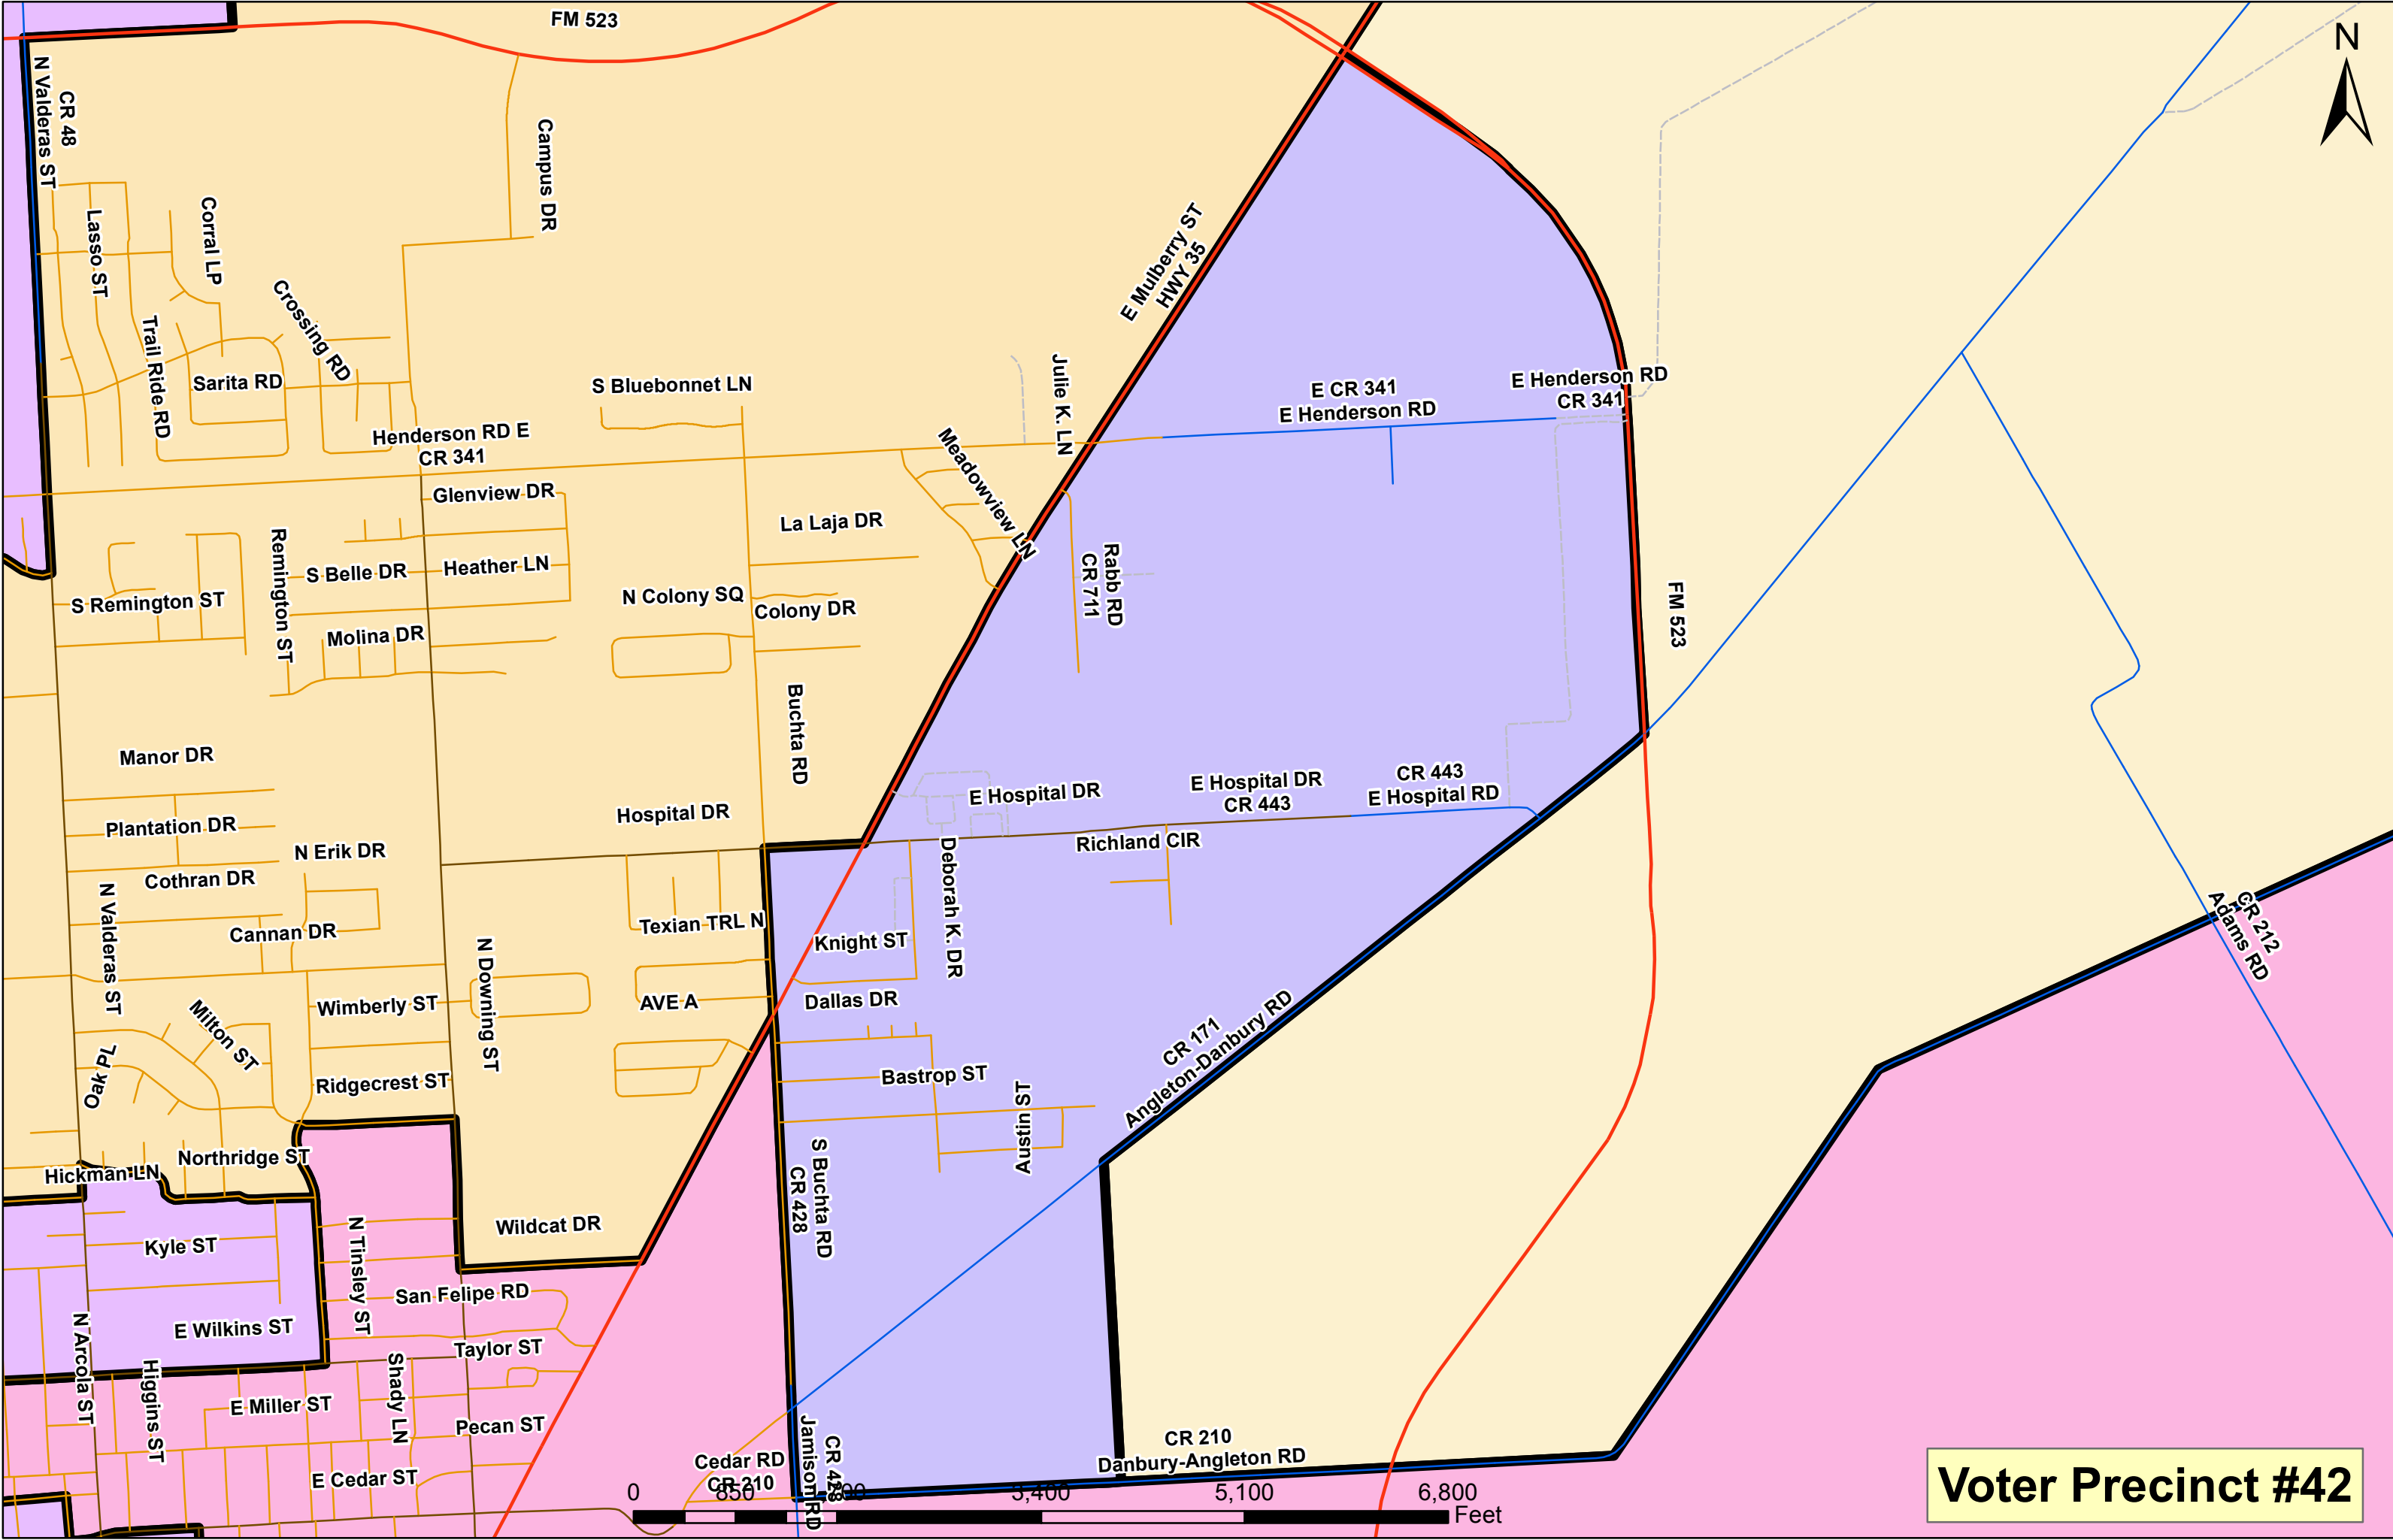 FM 523
N
N Valderas ST
CR 48
Campus DR
Lasso ST
Corral LP
Crossing RD
Trail Ride RD
Sarita RD
E Mulberry ST
HWY 35
S Bluebonnet LN
Julie K. LN
E CR 341
E Henderson RD
E Henderson RD
CR 341
Henderson RD E
CR 341
Meadowview LN
Glenview DR
La Laja DR
Remington ST
S Belle DR
Heather LN
Rabb RD
CR 711
FM 523
S Remington ST
N Colony SQ
Colony DR
Molina DR
Buchta RD
Manor DR
E Hospital DR
E Hospital DR
CR 443
CR 443
E Hospital RD
Plantation DR
Hospital DR
Richland CIR
N Erik DR
Cothran DR
Deborah K. DR
N Valderas ST
Cannan DR
Texian TRL N
Knight ST
CR 212
Adams RD
N Downing ST
Wimberly ST
AVE A
Dallas DR
Milton ST
Oak PL
Ridgecrest ST
Bastrop ST
Austin ST
CR 171
Angleton-Danbury RD
Hickman LN
Northridge ST
S Buchta RD
CR 428
Wildcat DR
Kyle ST
N Tinsley ST
San Felipe RD
E Wilkins ST
N Arcola ST
Taylor ST
Higgins ST
Shady LN
E Miller ST
Pecan ST
E Cedar ST
Cedar RD
CR 210
Jamison RD
CR 428
CR 210
Danbury-Angleton RD
0 850 3,400 5,100 6,800
Feet
Voter Precinct #42